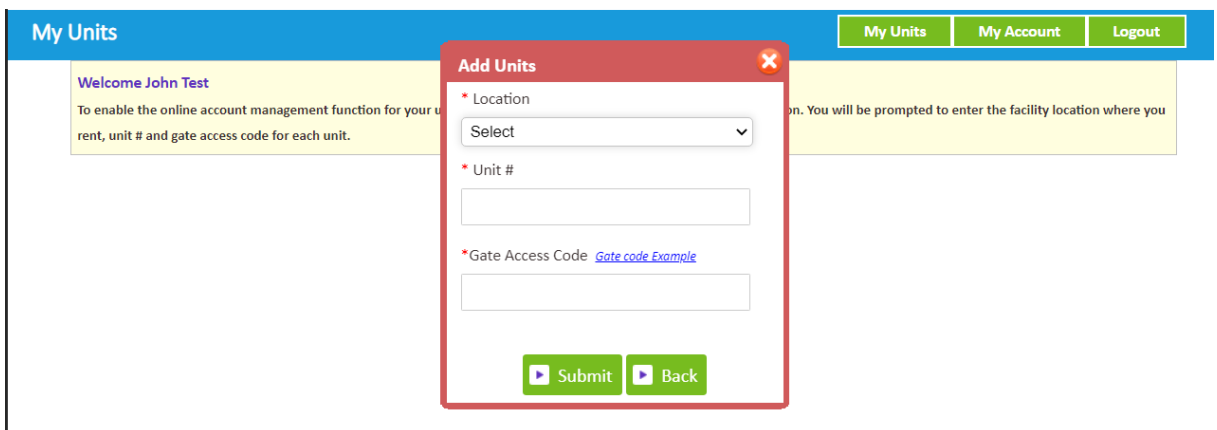 My Units
My Units
My Account
Logout
Welcome John Test
To enable the online account management function for your
on. You will be prompted to enter the facility location where you
rent, unit # and gate access code for each unit.
Add Units
* Location
Select
* Unit #
*Gate Access Code Gate code Example
Submit
Back